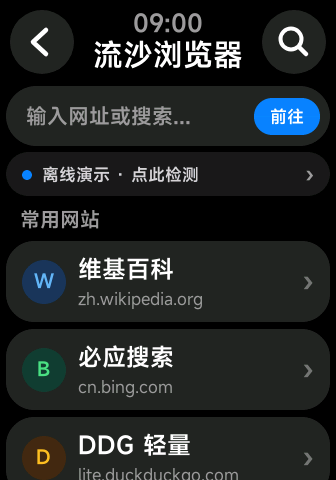 09:00
流沙浏览器
输入网址或搜索...
前往
离线演示 · 点此检测
常用网站
W
维基百科
zh.wikipedia.org
B
必应搜索
cn.bing.com
D
DDG 轻量
lite.duckduckgo.com